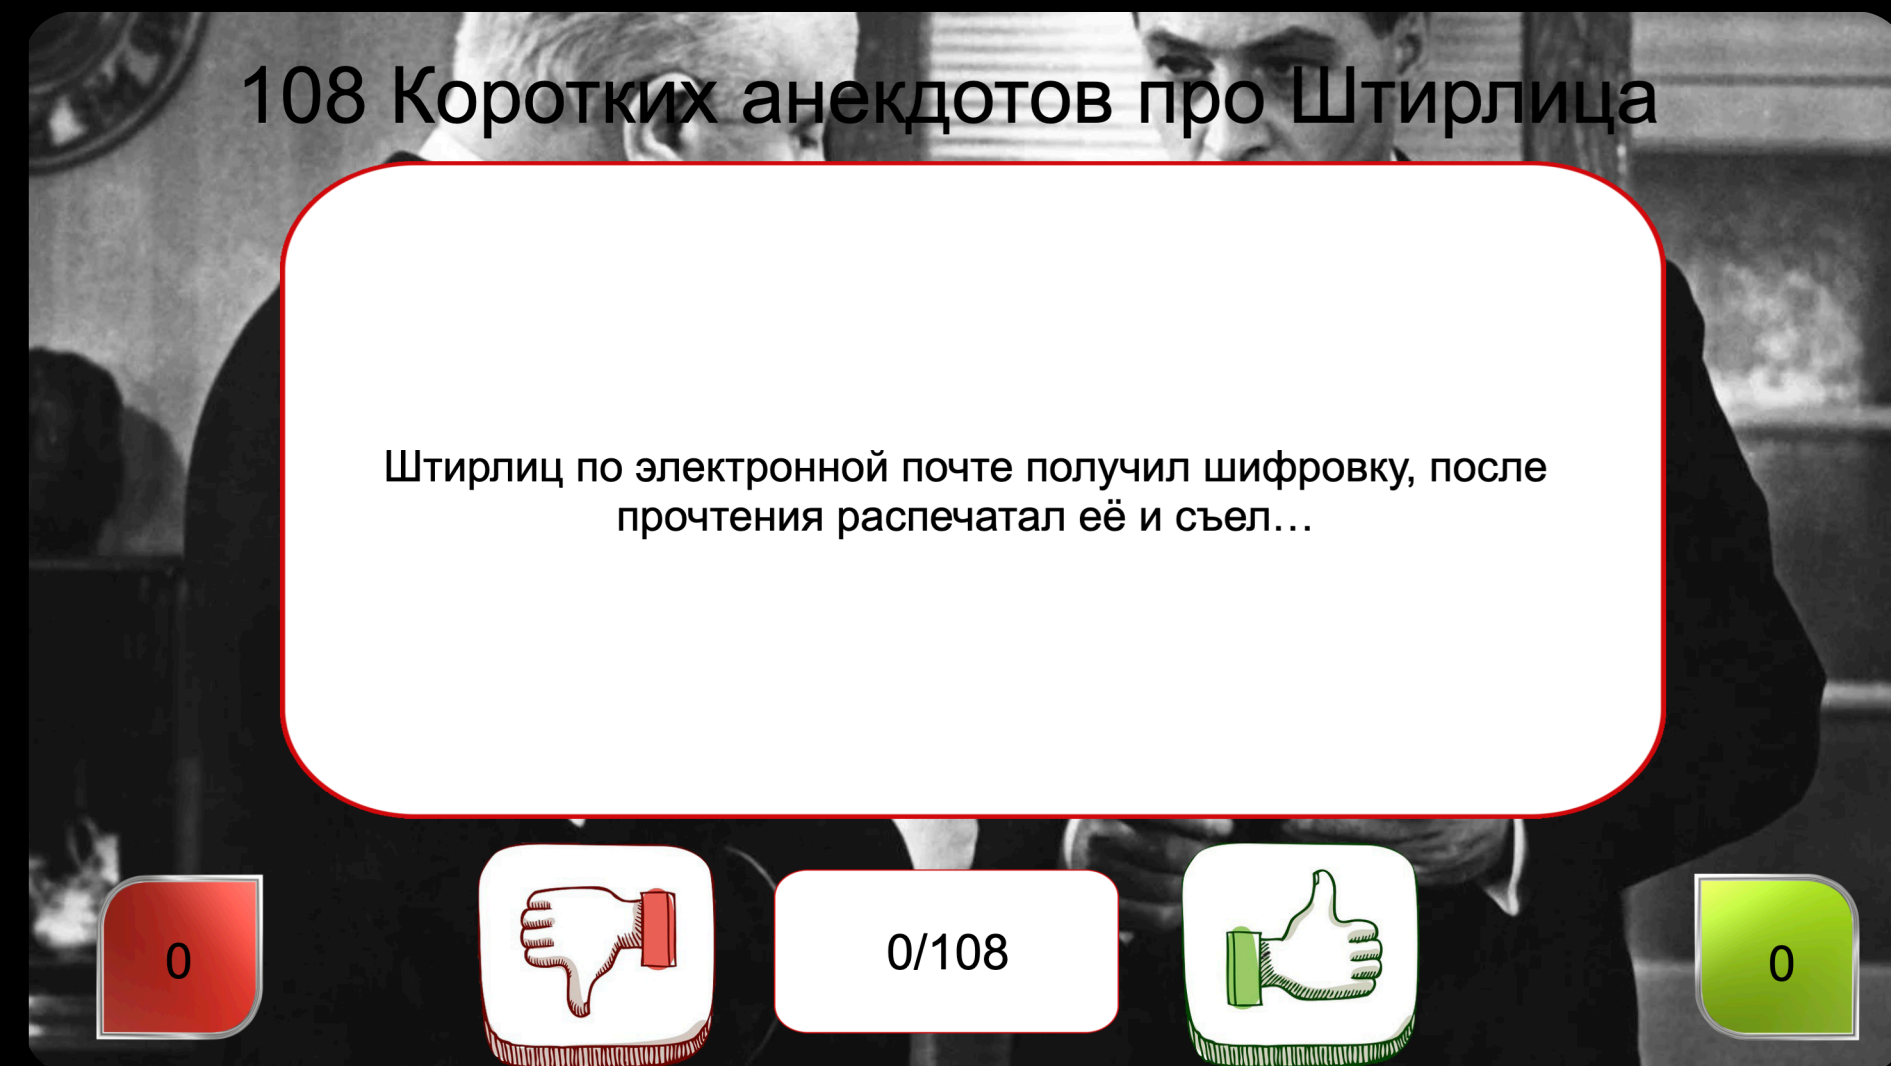 108 Коротких анекдотов про Штирлица
Штирлиц по электронной почте получил шифровку, после
прочтения распечатал её и съел…
0
0/108
0